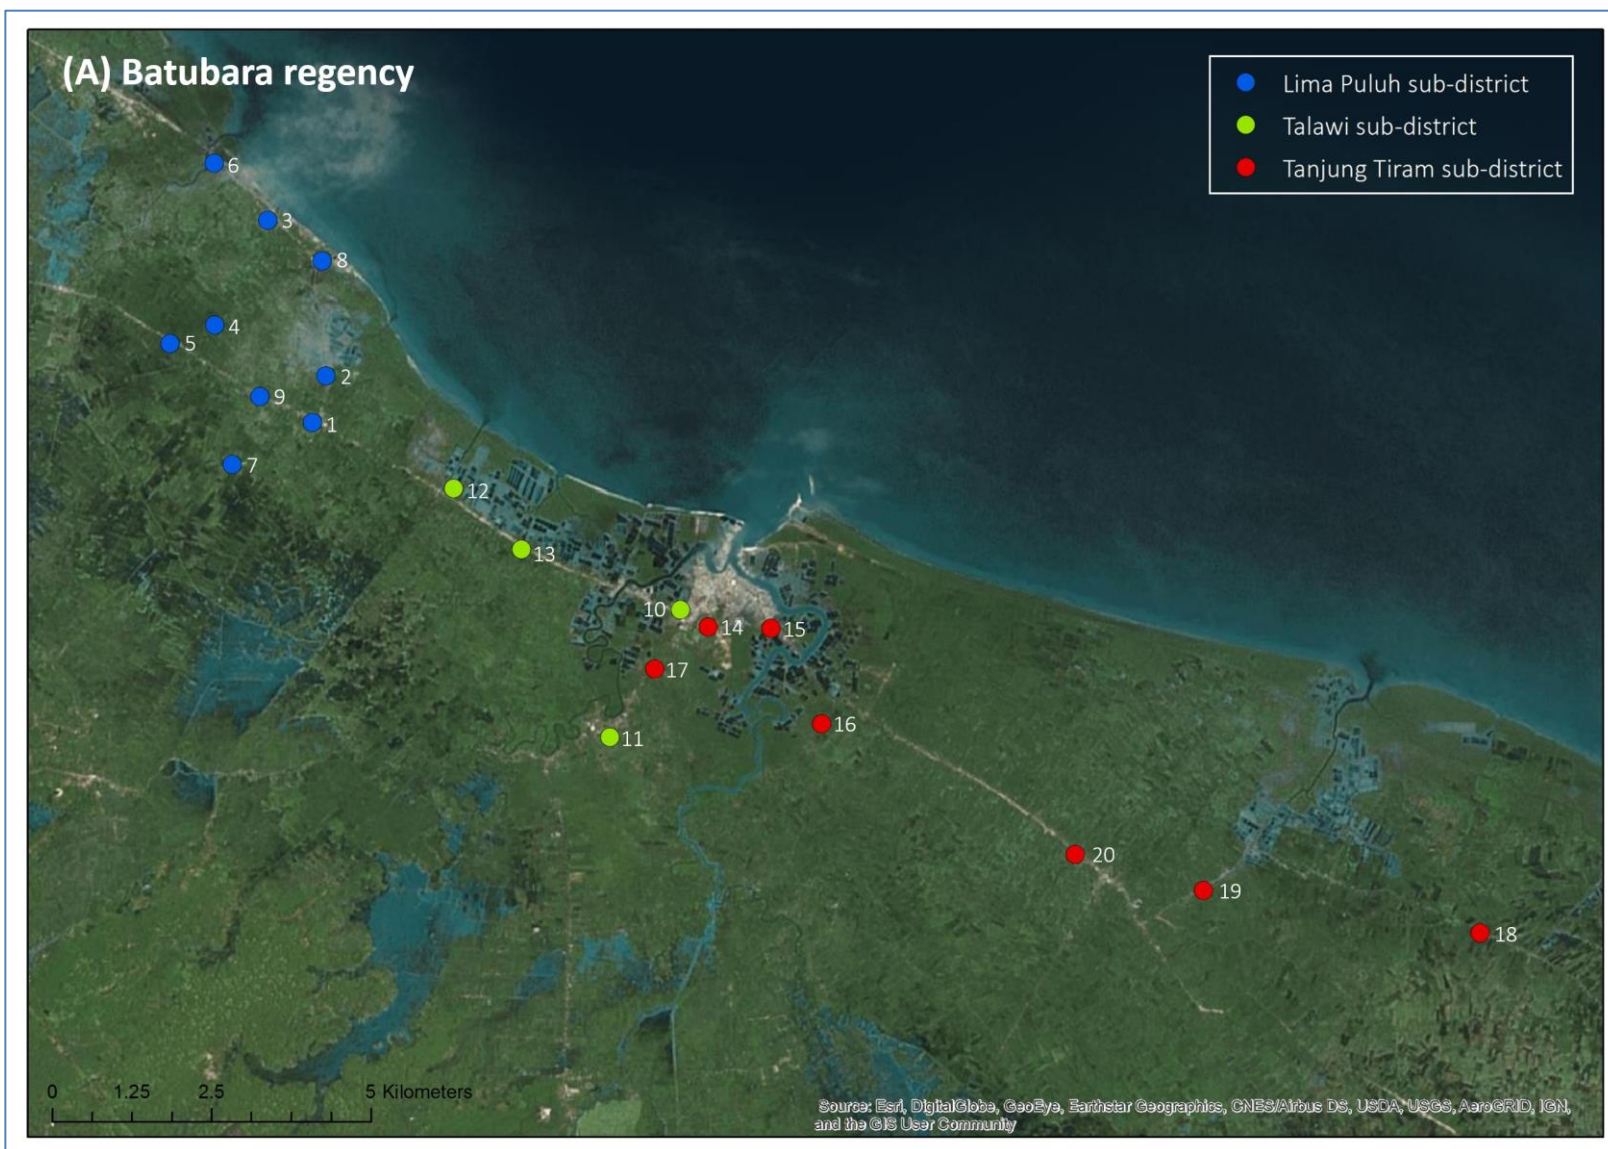 (A) Batubara regency
Lima Puluh sub-district
Talawi sub-district
Tanjung Tiram sub-district
6
3
8
4
5
2
9
1
7
12
13
10
14
15
17
16
11
20
19
18
0 1.25 2.5 5 Kilometers
Source: Esri, DigitalGlobe, GeoEye, Earthstar Geographics, CNES/Airbus DS, USDA, USGS, AeroGRID, IGN,
and the GIS User Community